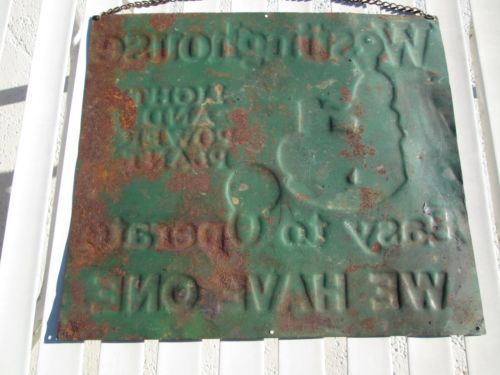 Westinghouse
LIGHT
AND
POWER
PLANT
Easy to Operate
WE HAVE ONE